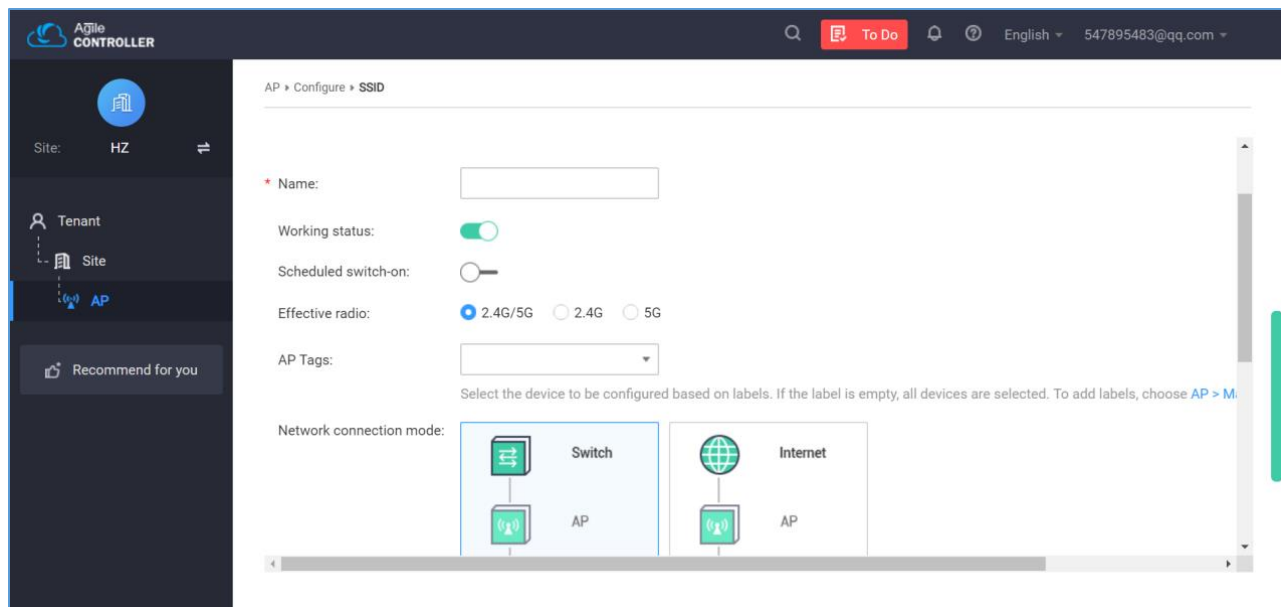 Agile
CONTROLLER
To Do
English
547895483@qq.com
Site: HZ
Tenant
Site
AP
Recommend for you
AP ▸ Configure ▸ SSID
* Name:
Working status:
Scheduled switch-on:
Effective radio: 2.4G/5G 2.4G 5G
AP Tags:
Select the device to be configured based on labels. If the label is empty, all devices are selected. To add labels, choose AP >
Network connection mode:
Switch
AP
Internet
AP